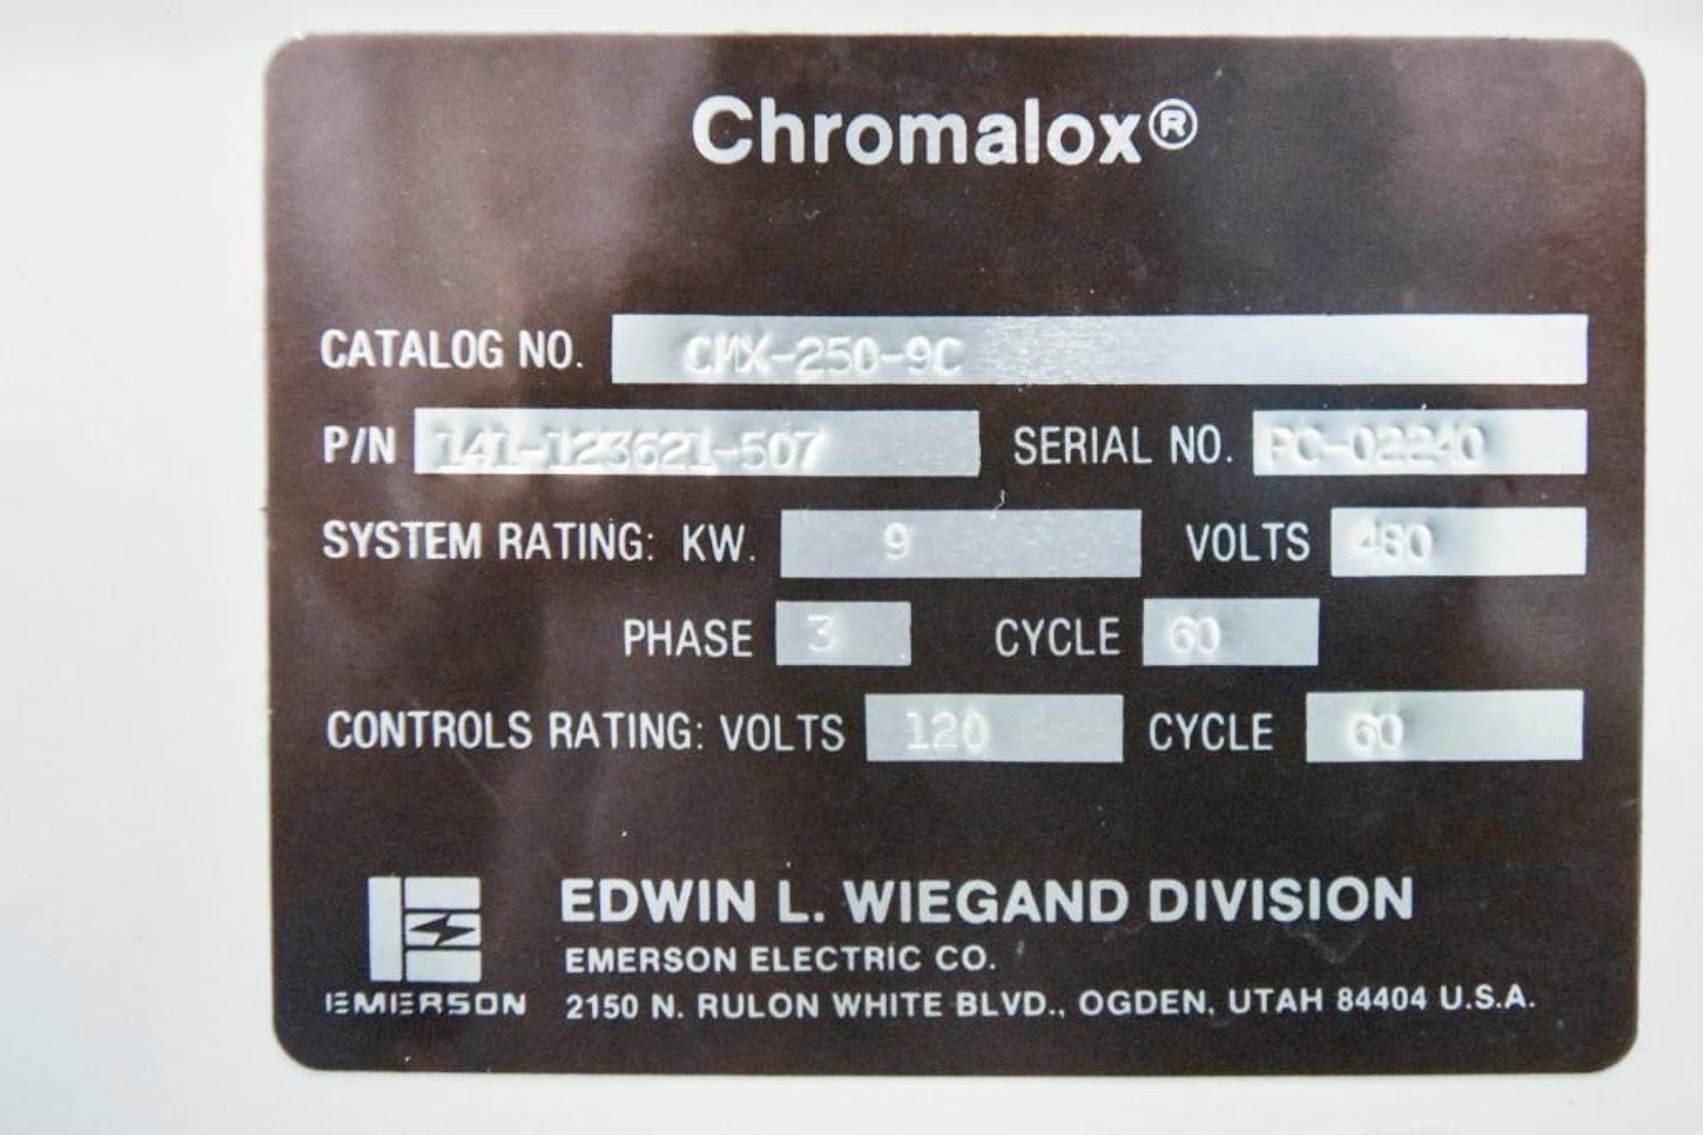 Chromalox®
CATALOG NO. CMX-250-9C
P/N 141-123621-507 SERIAL NO. PC-02240
SYSTEM RATING: KW. 9 VOLTS 480
PHASE 3 CYCLE 60
CONTROLS RATING: VOLTS 120 CYCLE 60
EDWIN L. WIEGAND DIVISION
EMERSON ELECTRIC CO.
EMERSON 2150 N. RULON WHITE BLVD., OGDEN, UTAH 84404 U.S.A.